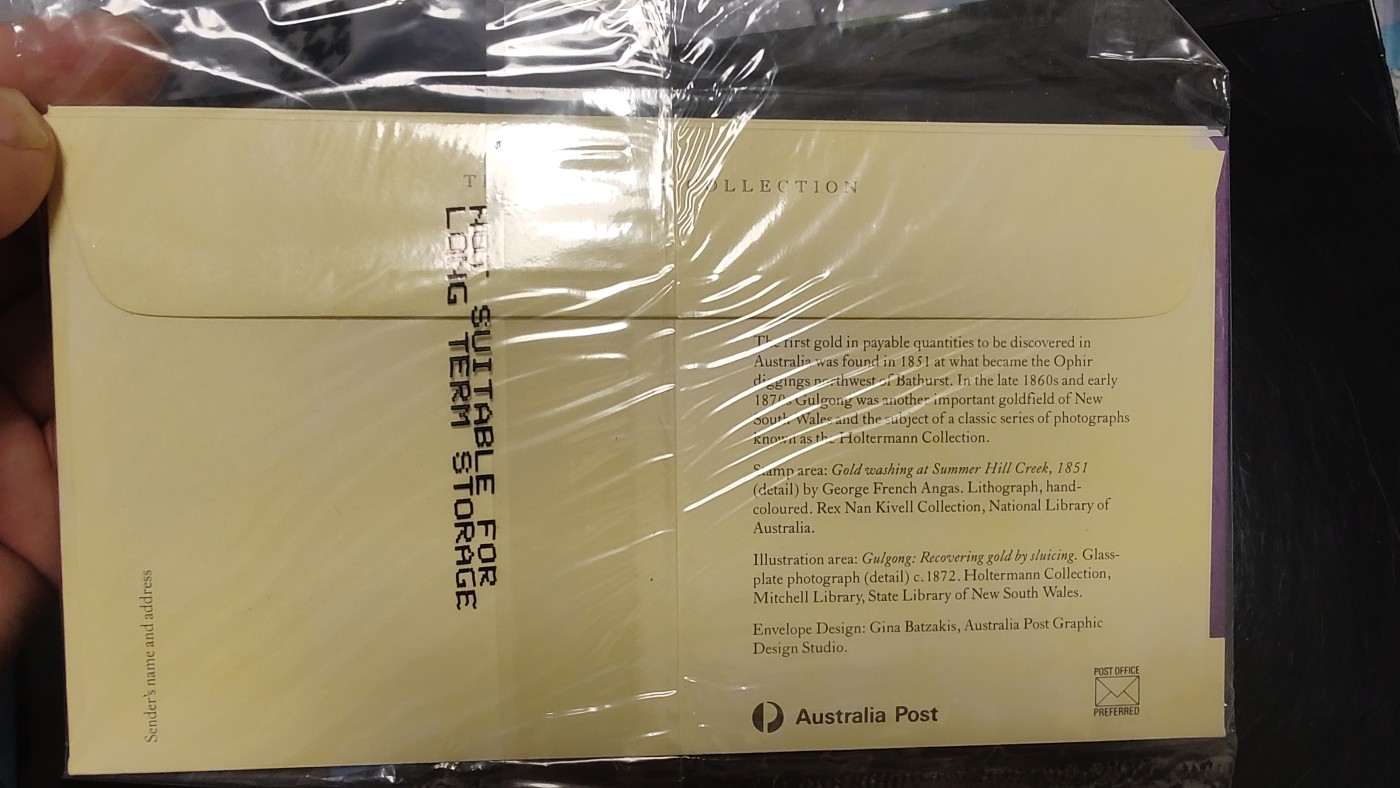 OLLECTION
NOT SUITABLE FOR
LONG TERM STORAGE
The first gold in payable quantities to be discovered in
Australia was found in 1851 at what became the Ophir
diggings northwest of Bathurst. In the late 1860s and early
1870s Gulgong was another important goldfield of New
South Wales and the subject of a classic series of photographs
known as the Holtermann Collection.
Stamp area: Gold washing at Summer Hill Creek, 1851
(detail) by George French Angas. Lithograph, hand-
coloured. Rex Nan Kivell Collection, National Library of
Australia.
Illustration area: Gulgong: Recovering gold by sluicing. Glass-
plate photograph (detail) c.1872. Holtermann Collection,
Mitchell Library, State Library of New South Wales.
Envelope Design: Gina Batzakis, Australia Post Graphic
Design Studio.
Sender's name and address
Australia Post
POST OFFICE
PREFERRED